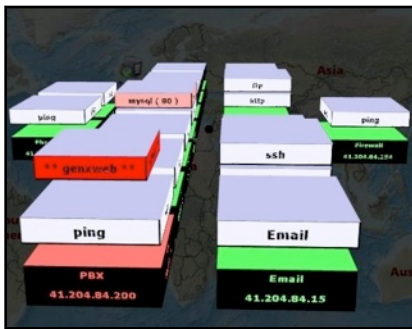 Asia
ftp
mysql ( 80 )
http
ping
ping
Firewall
41.204.84.254
** genxweb **
ssh
ping
Email
PBX
41.204.84.200
Email
41.204.84.15